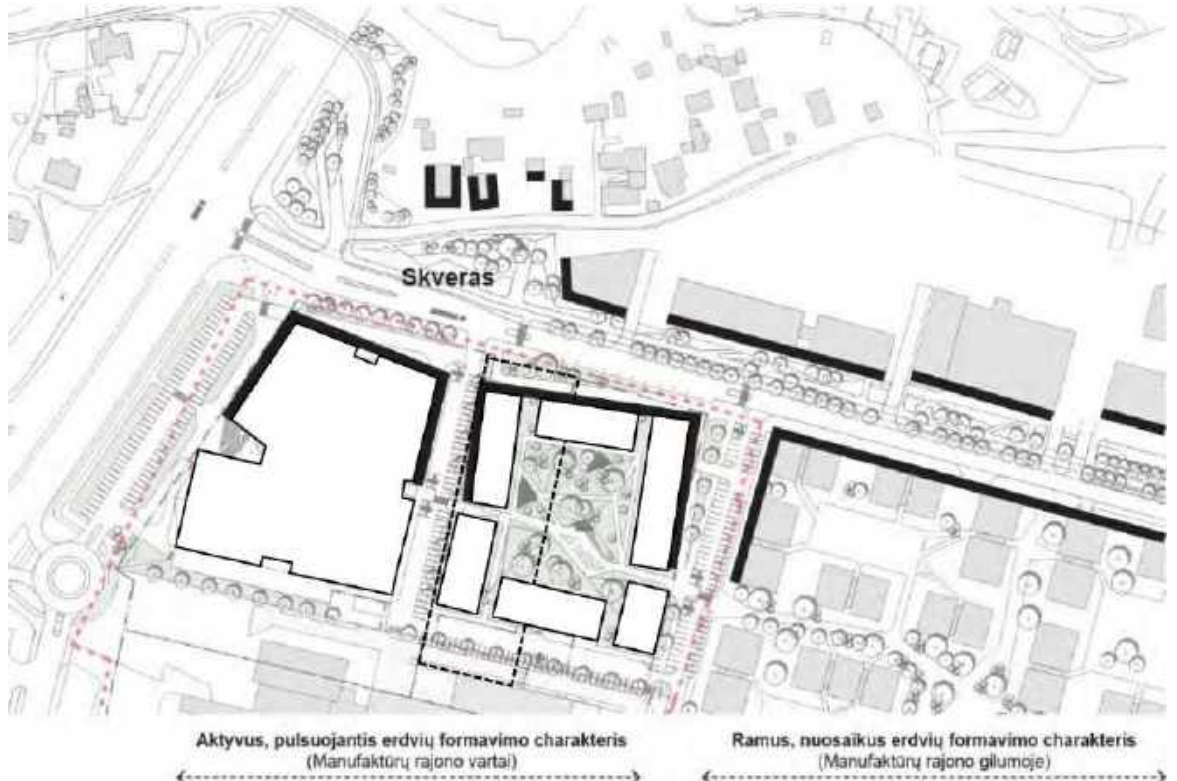 Skveras
Aktyvus, pulsuojantis erdvių formavimo charakteris
(Manufaktūrų rajono vartai)
Ramus, nuosaikus erdvių formavimo charakteris
(Manufaktūrų rajono gilumoje)